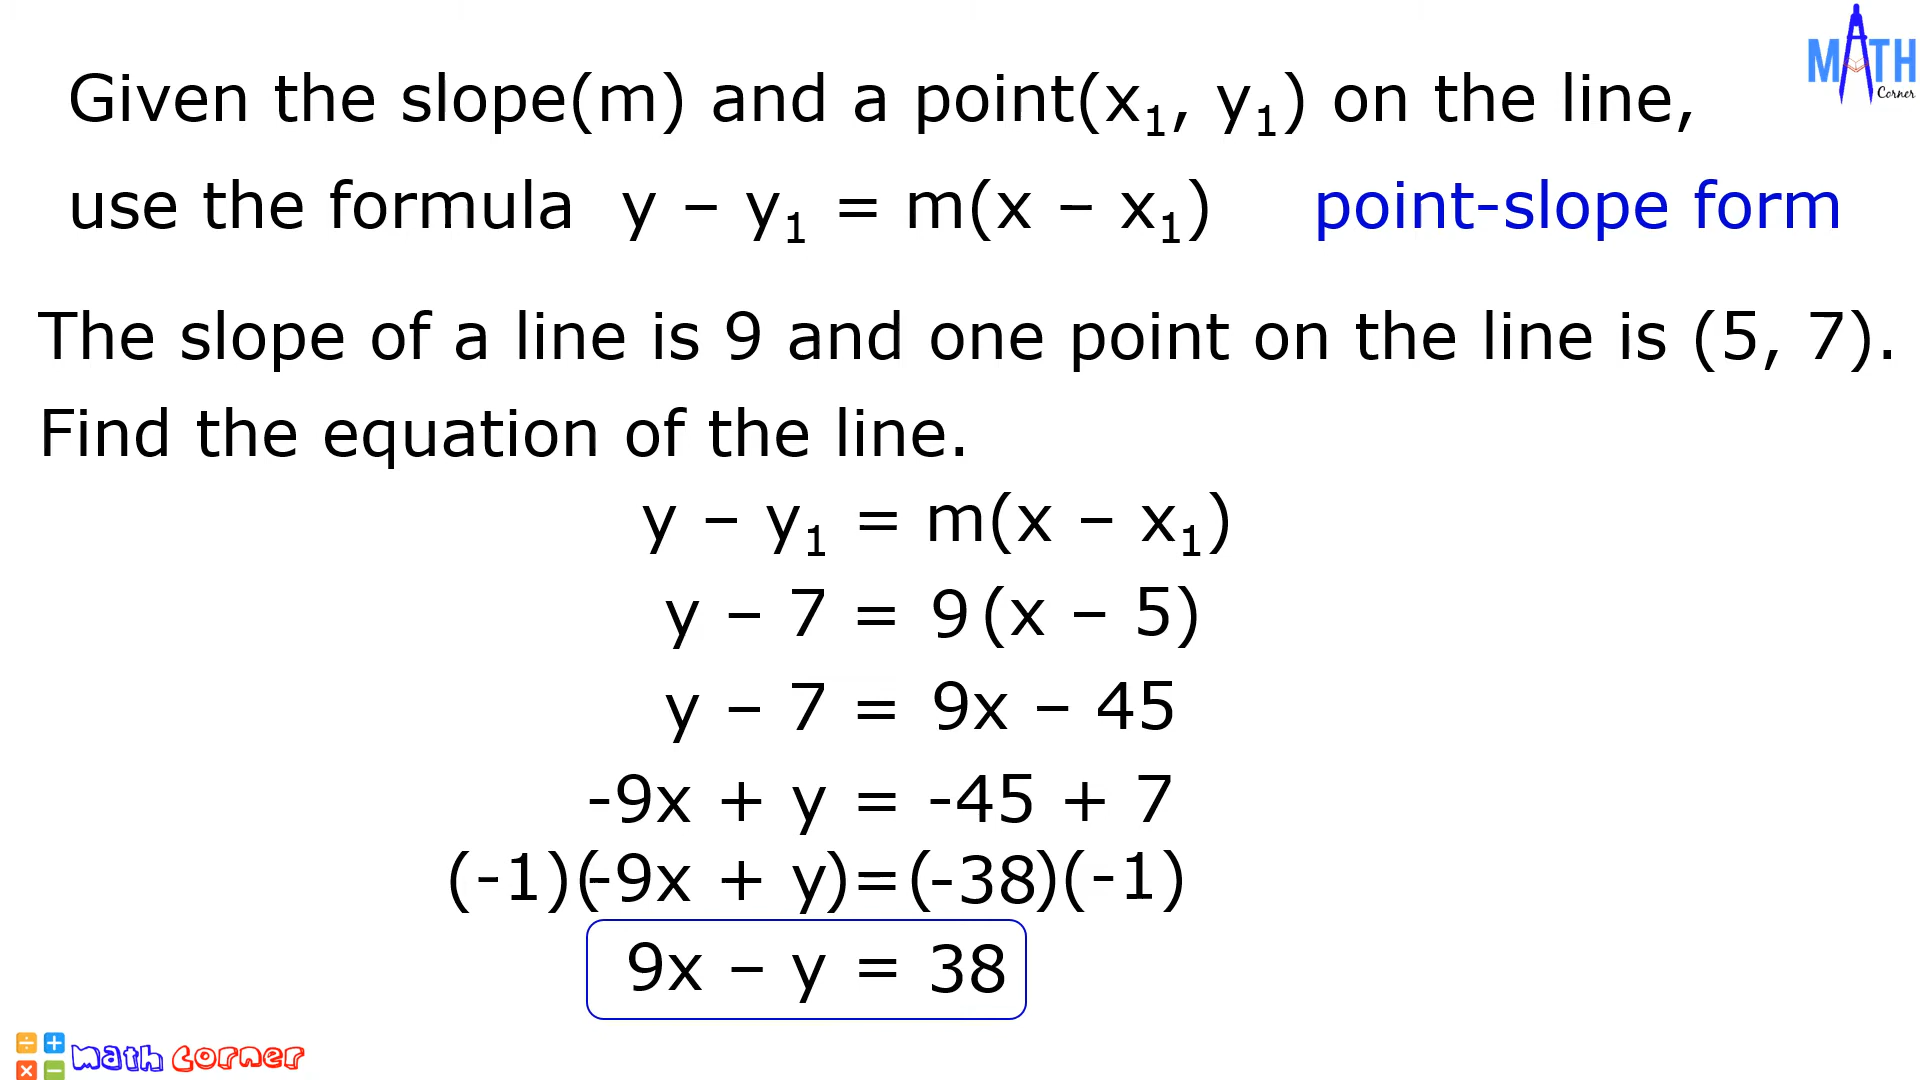 MATH
Corner
Given the slope(m) and a point(x₁, y₁) on the line,
use the formula y – y₁ = m(x – x₁) point-slope form
The slope of a line is 9 and one point on the line is (5, 7).
Find the equation of the line.
y – y₁ = m(x – x₁)
y – 7 = 9(x – 5)
y – 7 = 9x – 45
-9x + y = -45 + 7
(-1)(-9x + y)=(-38)(-1)
9x – y = 38
÷ +
× –
math corner